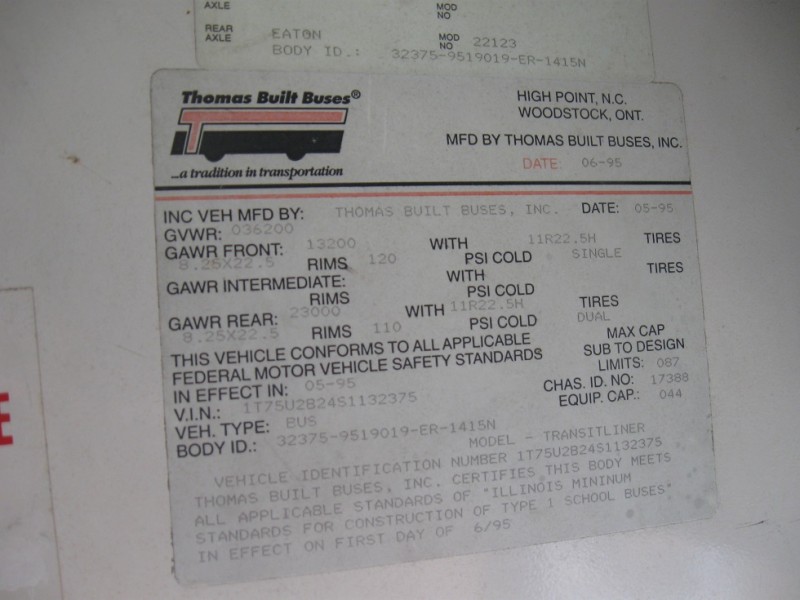 AXLE
MOD
NO
REAR
AXLE EATON MOD
NO 22123
BODY ID.: 32375-9519019-ER-1415N
Thomas Built Buses®
...a tradition in transportation
HIGH POINT, N.C.
WOODSTOCK, ONT.
MFD BY THOMAS BUILT BUSES, INC.
DATE: 06-95
INC VEH MFD BY: THOMAS BUILT BUSES, INC. DATE: 05-95
GVWR: 036200
GAWR FRONT: 13200 WITH 11R22.5H TIRES
8.25X22.5 RIMS 120 PSI COLD SINGLE
GAWR INTERMEDIATE: WITH TIRES
RIMS PSI COLD
GAWR REAR: 23000 WITH 11R22.5H TIRES
8.25X22.5 RIMS 110 PSI COLD DUAL
THIS VEHICLE CONFORMS TO ALL APPLICABLE
FEDERAL MOTOR VEHICLE SAFETY STANDARDS
IN EFFECT IN: 05-95
MAX CAP
SUB TO DESIGN
LIMITS: 087
V.I.N.: 1T75U2B24S1132375 CHAS. ID. NO: 17388
VEH. TYPE: BUS EQUIP. CAP.: 044
BODY ID.: 32375-9519019-ER-1415N
MODEL - TRANSITLINER
VEHICLE IDENTIFICATION NUMBER 1T75U2B24S1132375
THOMAS BUILT BUSES, INC. CERTIFIES THIS BODY MEETS
ALL APPLICABLE STANDARDS OF "ILLINOIS MININUM
STANDARDS FOR CONSTRUCTION OF TYPE 1 SCHOOL BUSES"
IN EFFECT ON FIRST DAY OF 6/95
E